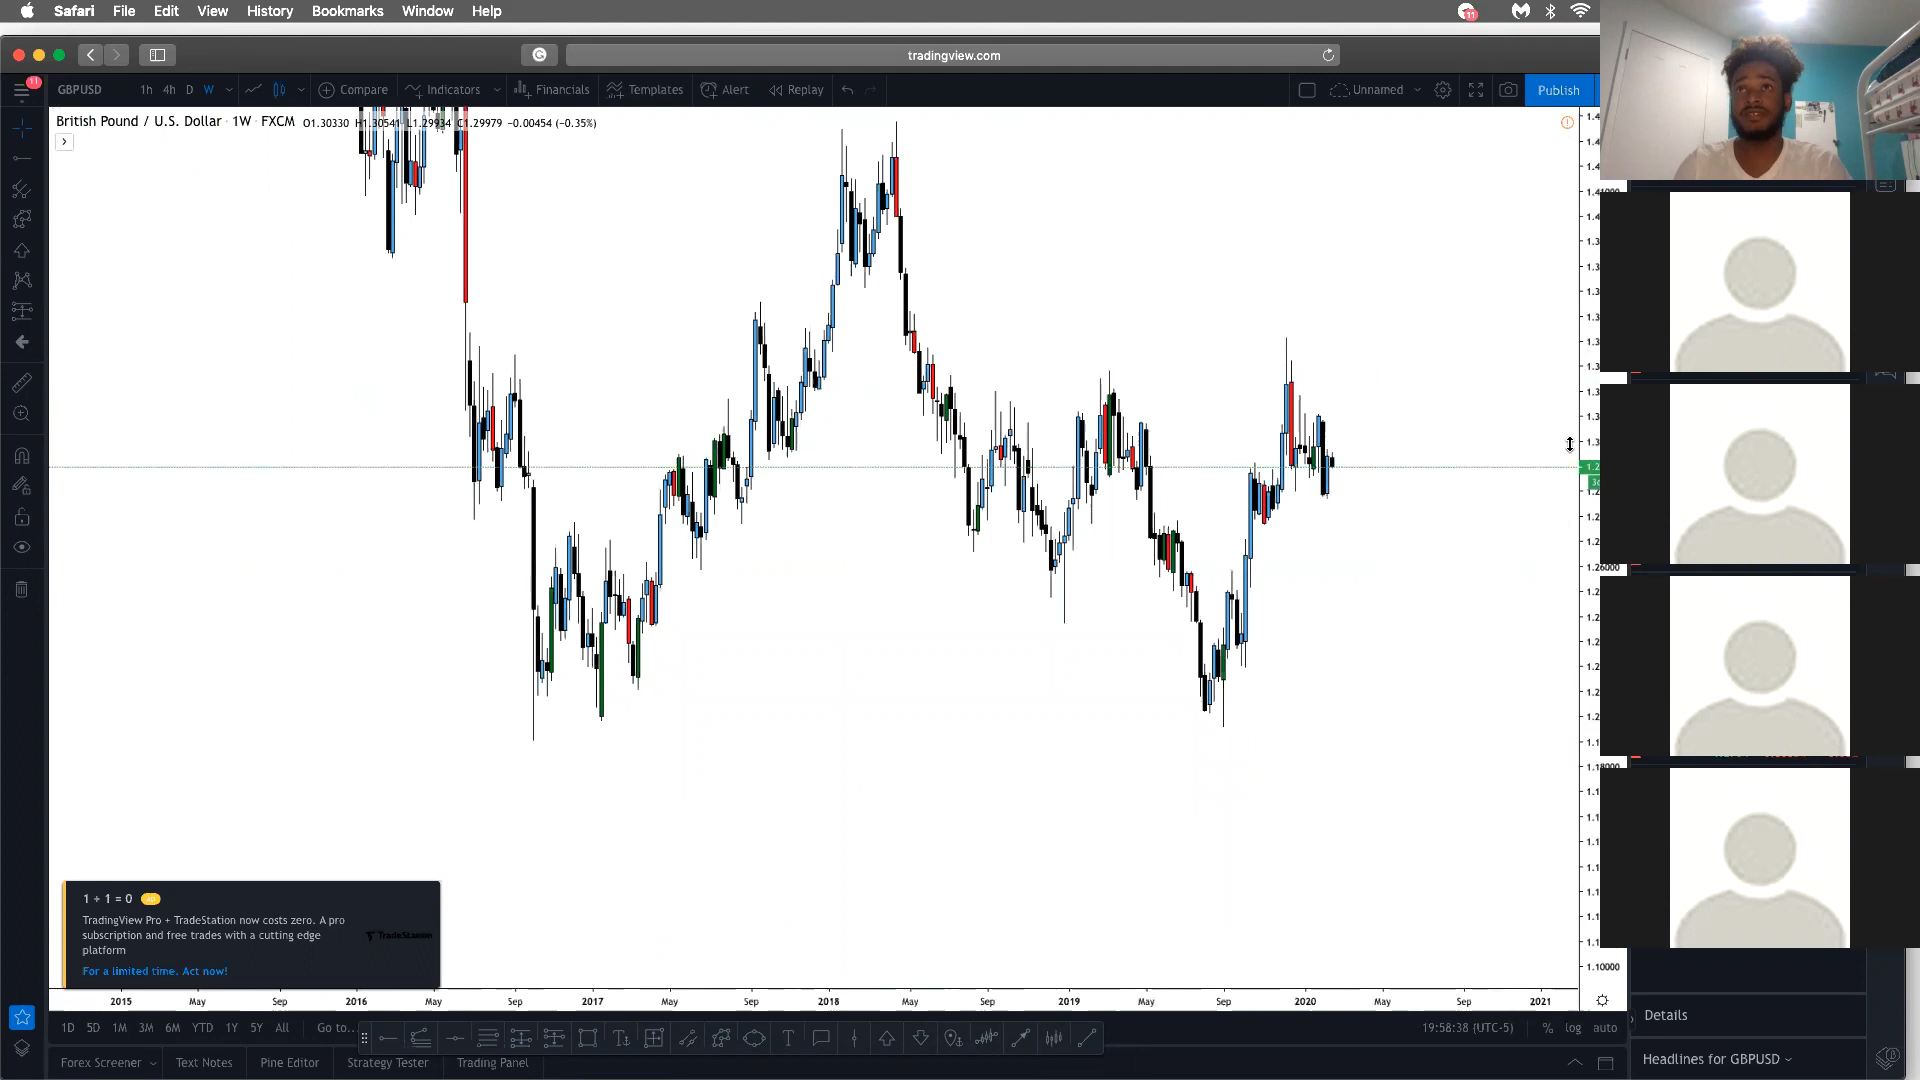 Safari File Edit View History Bookmarks Window Help
11
tradingview.com
11
GBPUSD 1h 4h D W Compare Indicators Financials Templates Alert Replay Unnamed Publish
British Pound / U.S. Dollar · 1W · FXCM O1.30330 H1.30541 L1.29934 C1.29979 −0.00454 (−0.35%)
1.26000
1.18000
1.10000
1 + 1 = 0
TradingView Pro + TradeStation now costs zero. A pro
subscription and free trades with a cutting edge
platform
TradeStation
For a limited time. Act now!
2015 May Sep 2016 May Sep 2017 May Sep 2018 May Sep 2019 May Sep 2020 May Sep 2021
1D 5D 1M 3M 6M YTD 1Y 5Y All Go to...
19:58:38 (UTC-5) % log auto
Details
Forex Screener Text Notes Pine Editor Strategy Tester Trading Panel
Headlines for GBPUSD